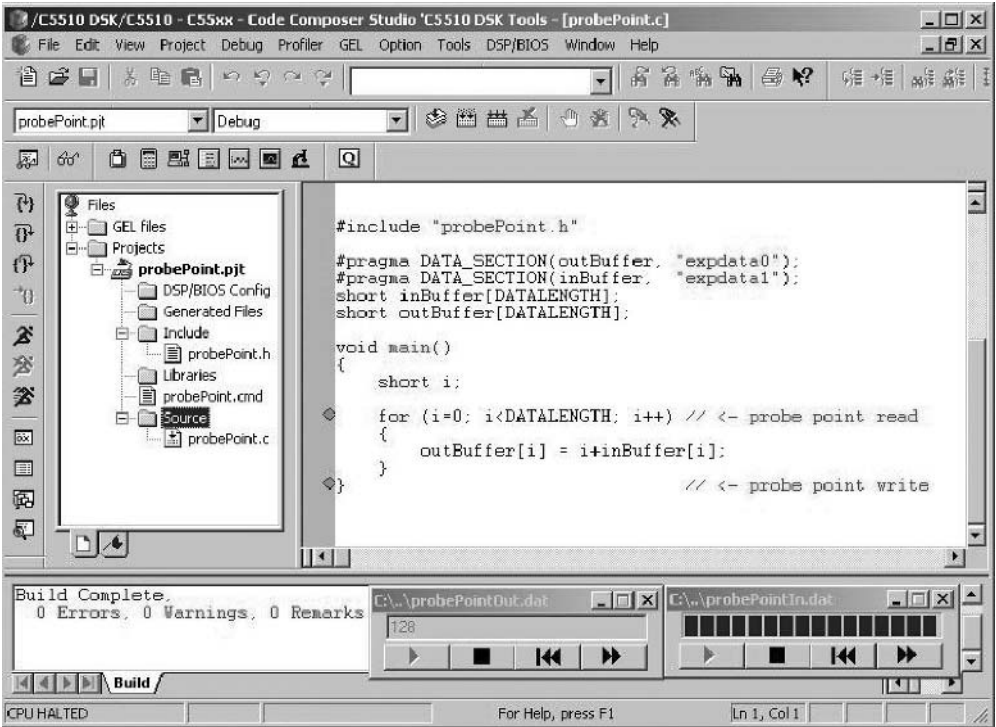 /C5510 DSK/C5510 - C55xx - Code Composer Studio 'C5510 DSK Tools - [probePoint.c]
File Edit View Project Debug Profiler GEL Option Tools DSP/BIOS Window Help
probePoint.pjt Debug
Q
Files
GEL files
Projects
probePoint.pjt
DSP/BIOS Config
Generated Files
Include
probePoint.h
Libraries
probePoint.cmd
Source
probePoint.c
#include "probePoint.h"
#pragma DATA_SECTION(outBuffer, "expdata0");
#pragma DATA_SECTION(inBuffer, "expdata1");
short inBuffer[DATALENGTH];
short outBuffer[DATALENGTH];
void main()
{
short i;
for (i=0; i<DATALENGTH; i++) // <- probe point read
{
outBuffer[i] = i+inBuffer[i];
}
} // <- probe point write
Build Complete,
0 Errors, 0 Warnings, 0 Remarks
Build
C:\..\probePointOut.dat
128
C:\..\probePointIn.dat
CPU HALTED For Help, press F1 Ln 1, Col 1